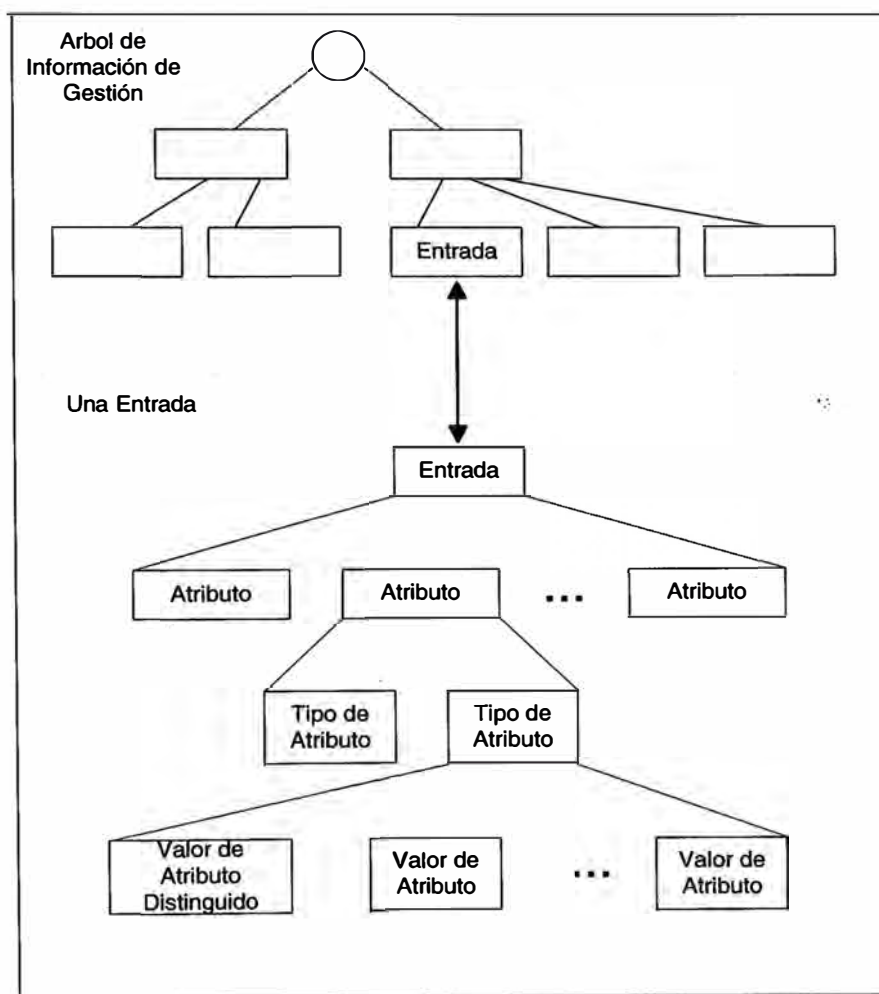 Arbol de
Información de
Gestión
Entrada
Una Entrada
Entrada
Atributo
Atributo
...
Atributo
Tipo de
Atributo
Tipo de
Atributo
Valor de
Atributo
Distinguido
Valor de
Atributo
...
Valor de
Atributo